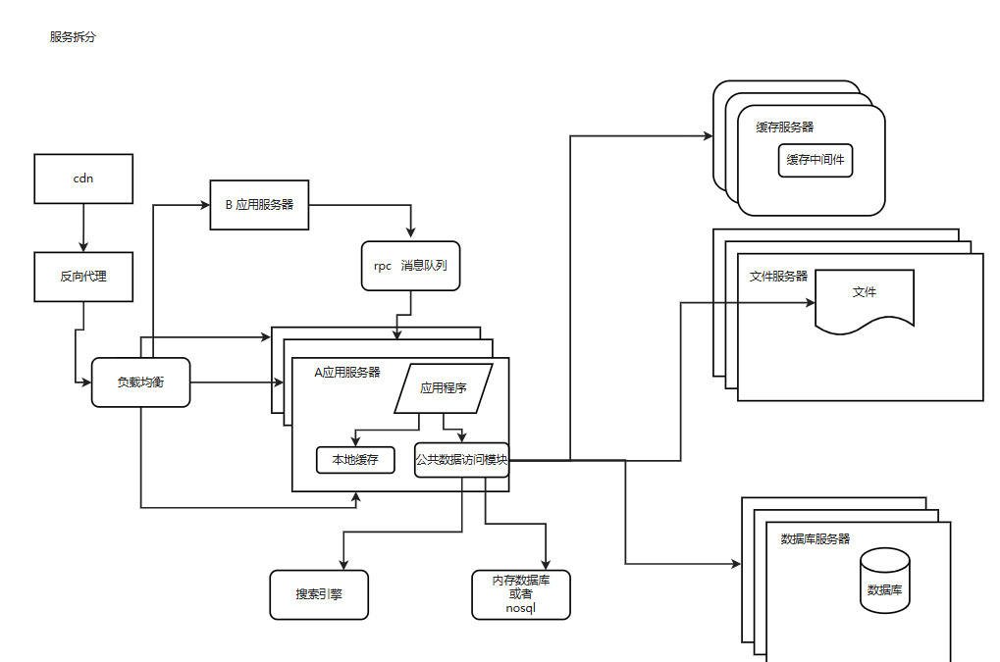 服务拆分
cdn
反向代理
负载均衡
B 应用服务器
rpc 消息队列
A应用服务器
应用程序
本地缓存
公共数据访问模块
搜索引擎
内存数据库
或者
nosql
缓存服务器
缓存中间件
文件服务器
文件
数据库服务器
数据库